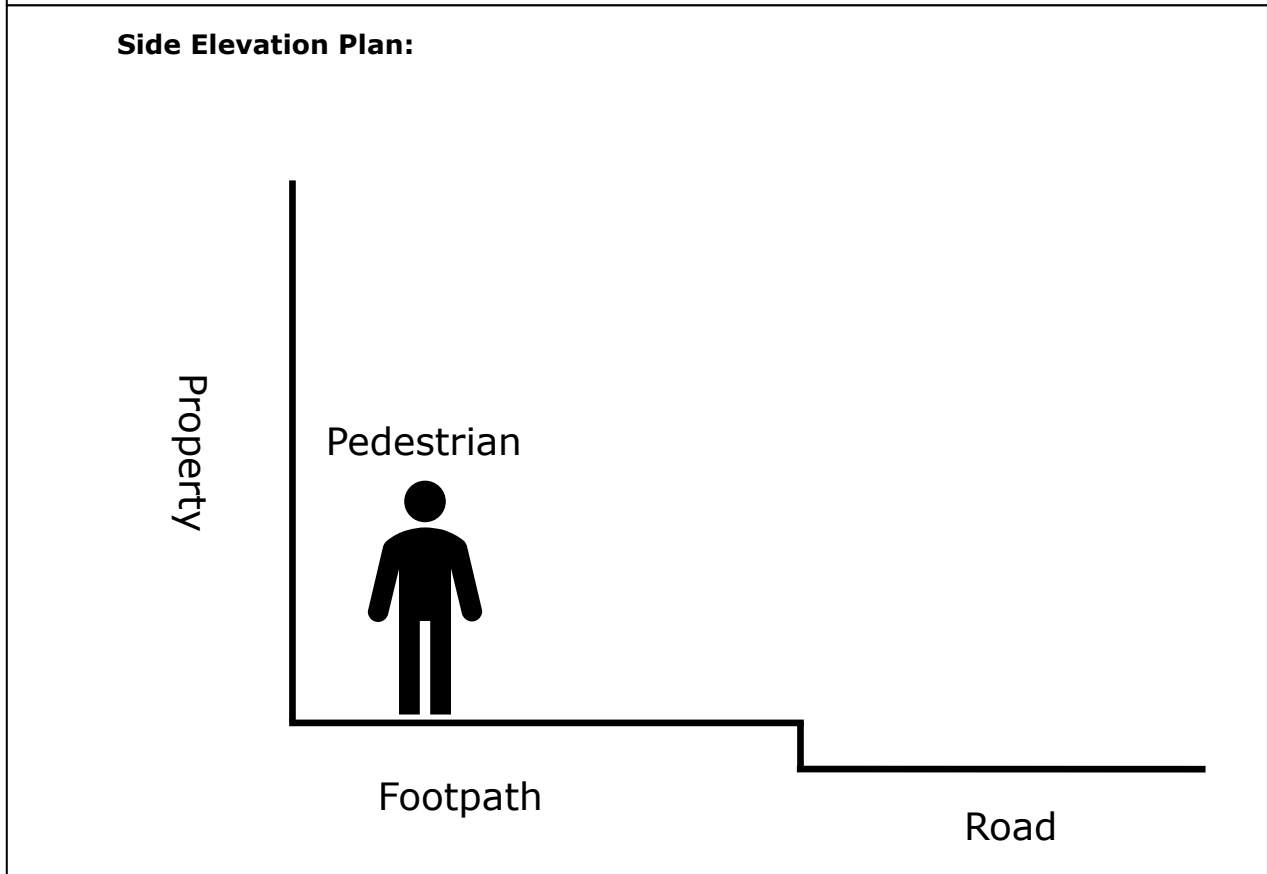 Side Elevation Plan:
Property
Pedestrian
Footpath
Road